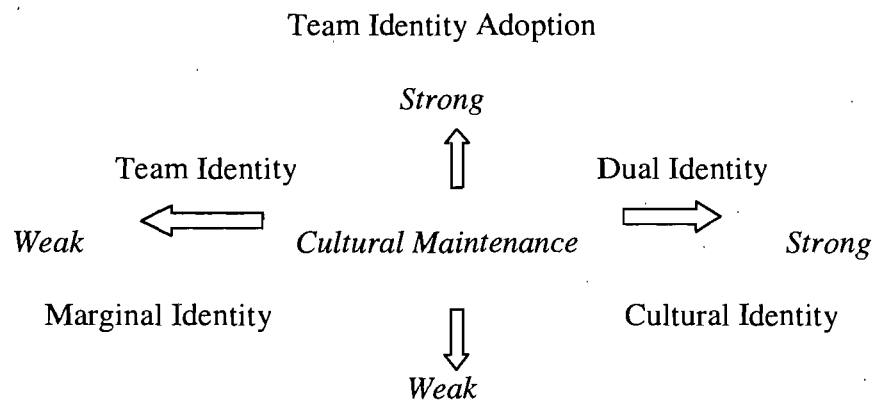 Team Identity Adoption
Strong
Team Identity Dual Identity
Weak Cultural Maintenance Strong
Marginal Identity Cultural Identity
Weak